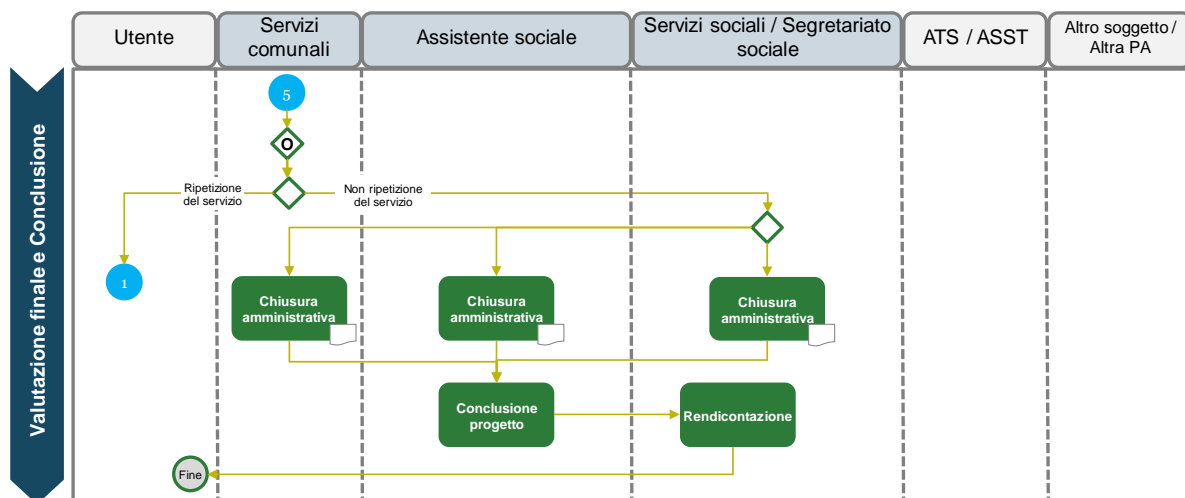 Utente
Servizi
comunali
Assistente sociale
Servizi sociali / Segretariato
sociale
ATS / ASST
Altro soggetto /
Altra PA
Valutazione finale e Conclusione
5
O
Ripetizione
del servizio
Non ripetizione
del servizio
1
Chiusura
amministrativa
Chiusura
amministrativa
Chiusura
amministrativa
Conclusione
progetto
Rendicontazione
Fine